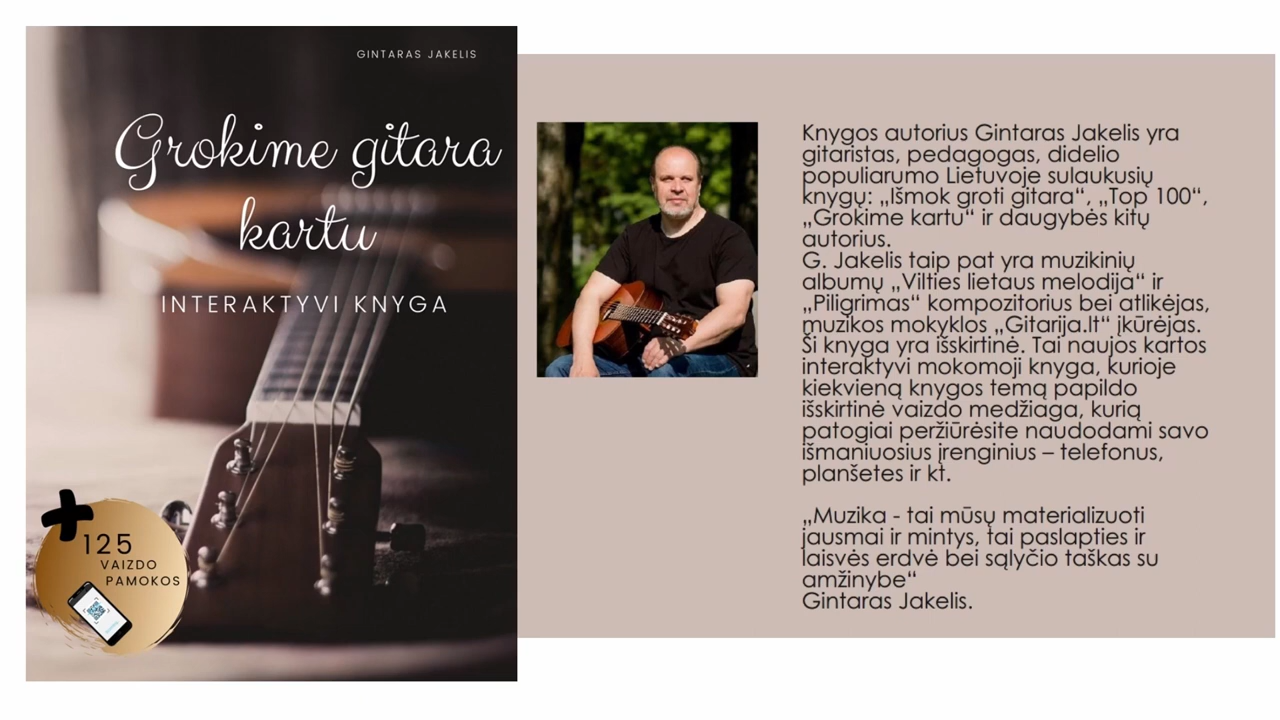 GINTARAS JAKELIS
Grokime gitara
kartu
INTERAKTYVI KNYGA
125
VAIZDO
PAMOKOS
Knygos autorius Gintaras Jakelis yra
gitaristas, pedagogas, didelio
populiarumo Lietuvoje sulaukusių
knygų: „Išmok groti gitara“, „Top 100“,
„Grokime kartu“ ir daugybės kitų
autorius.
G. Jakelis taip pat yra muzikinių
albumų „Vilties lietaus melodija“ ir
„Piligrimas“ kompozitorius bei atlikėjas,
muzikos mokyklos „Gitarija.lt“ įkūrėjas.
Ši knyga yra išskirtinė. Tai naujos kartos
interaktyvi mokomoji knyga, kurioje
kiekvieną knygos temą papildo
išskirtinė vaizdo medžiaga, kurią
patogiai peržiūrėsite naudodami savo
išmaniuosius įrenginius – telefonus,
planšetes ir kt.
„Muzika - tai mūsų materializuoti
jausmai ir mintys, tai paslapties ir
laisvės erdvė bei sąlyčio taškas su
amžinybe“
Gintaras Jakelis.